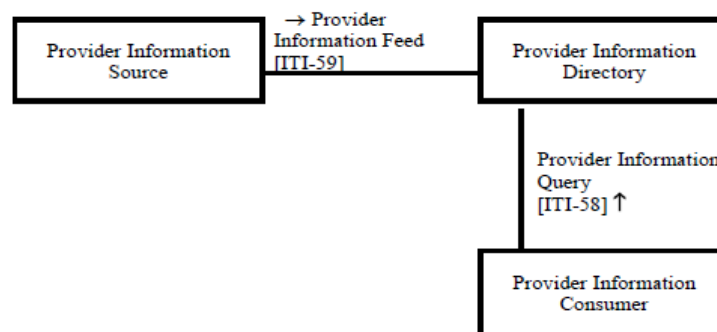 Provider Information
Source
→ Provider
Information Feed
[ITI-59]
Provider Information
Directory
Provider Information
Query
[ITI-58] ↑
Provider Information
Consumer